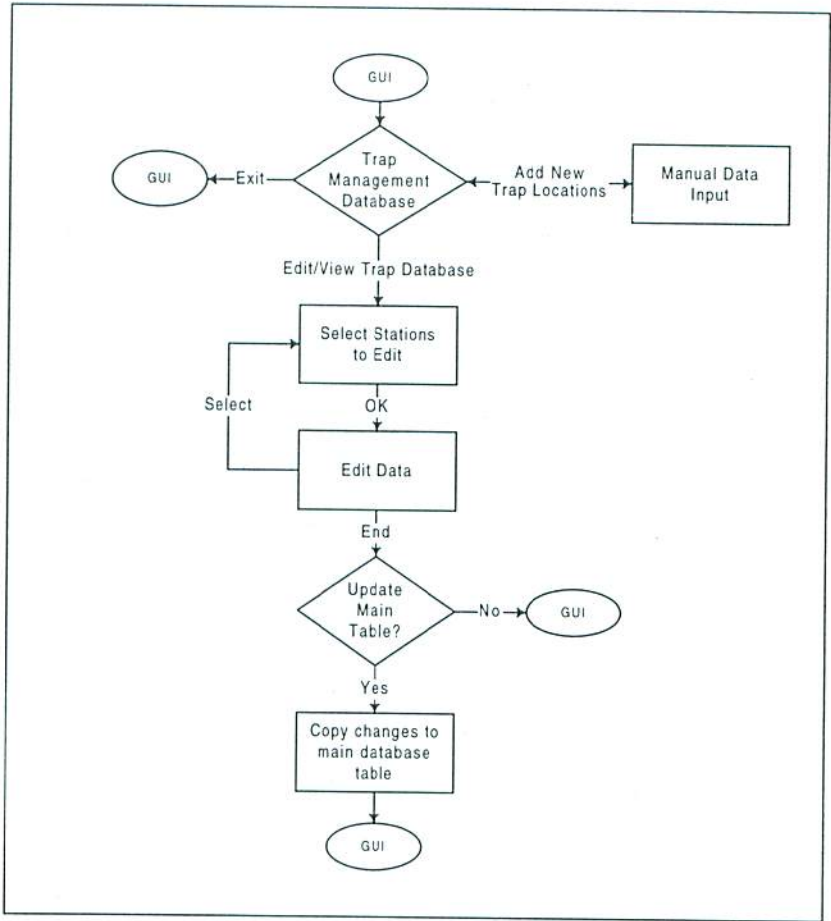 GUI
Trap
Management
Database
Exit
GUI
Add New
Trap Locations
Manual Data
Input
Edit/View Trap Database
Select Stations
to Edit
Select
OK
Edit Data
End
Update
Main
Table?
No
GUI
Yes
Copy changes to
main database
table
GUI